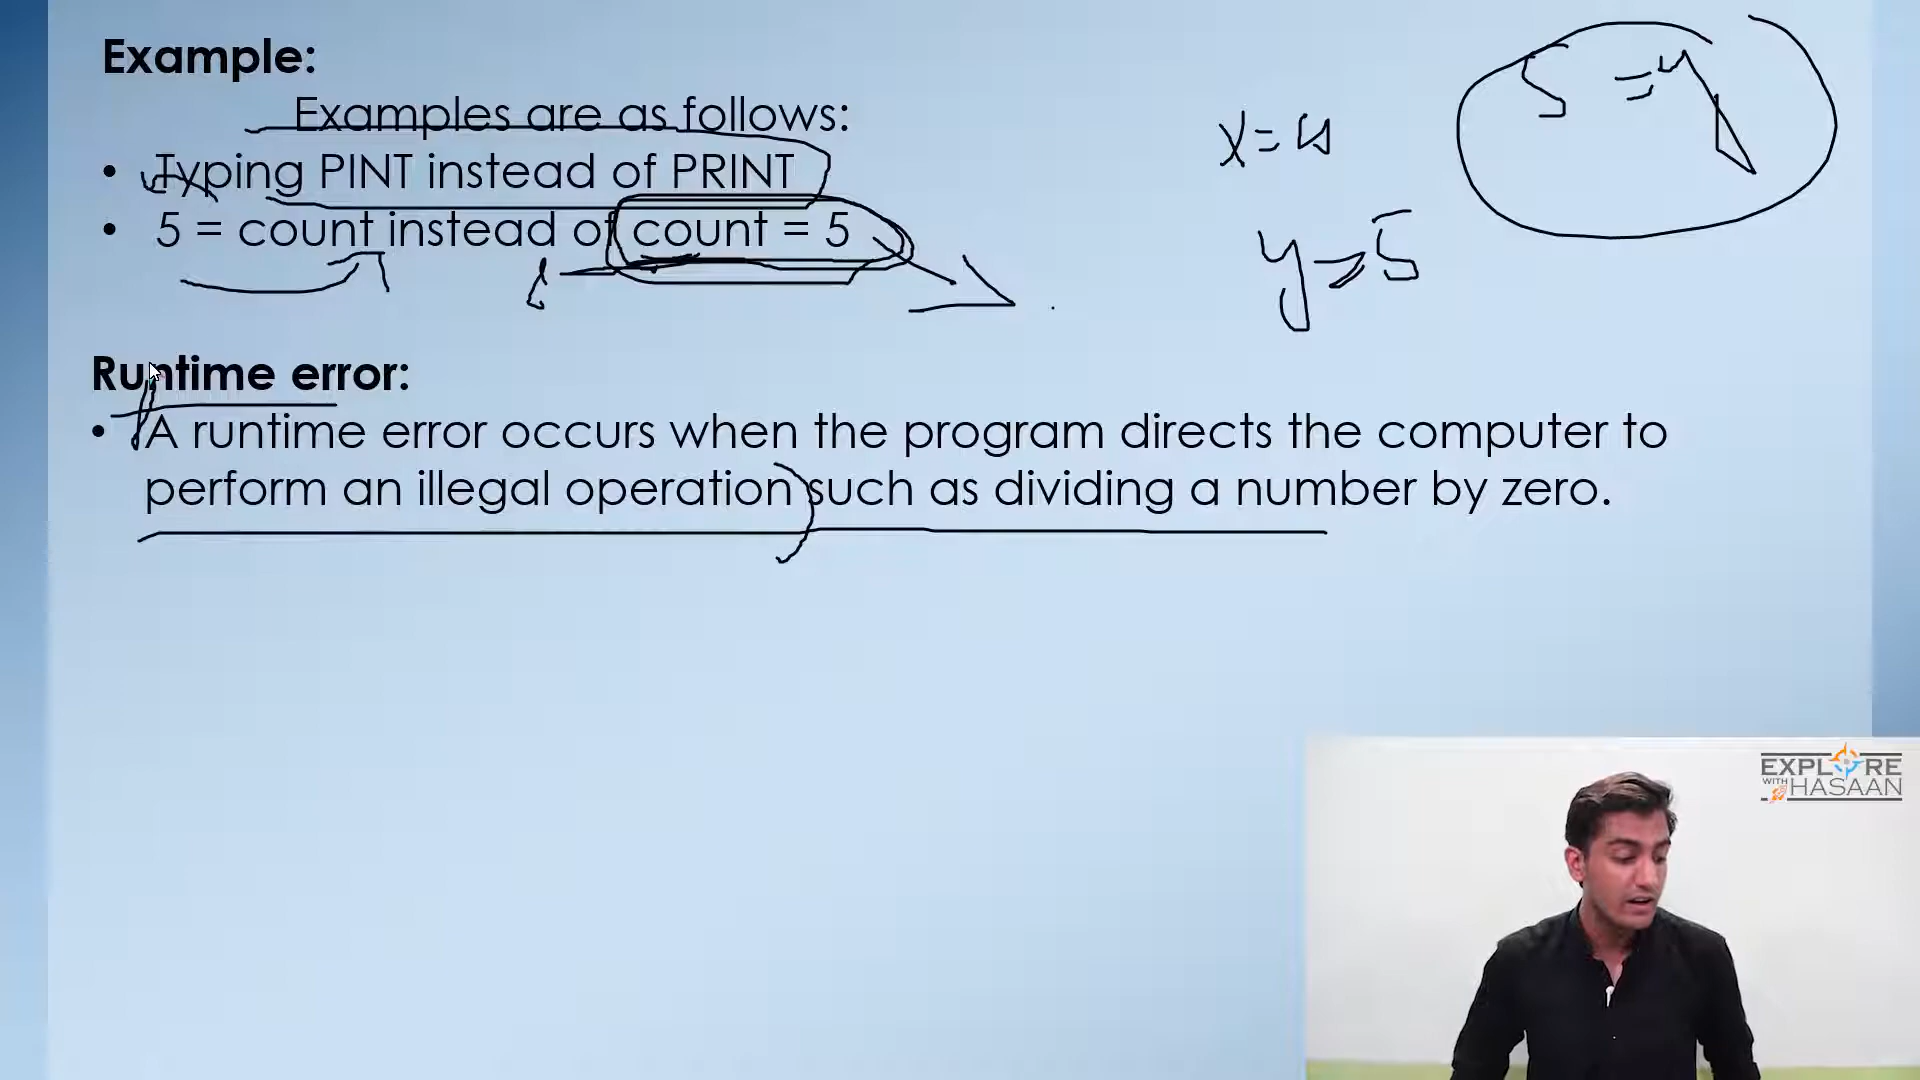 Example:
Examples are as follows:
• Typing PINT instead of PRINT
• 5 = count instead of count = 5
x = 4
5 = y
y = 5
Runtime error:
• A runtime error occurs when the program directs the computer to
perform an illegal operation such as dividing a number by zero.
EXPLORE
WITH HASAAN